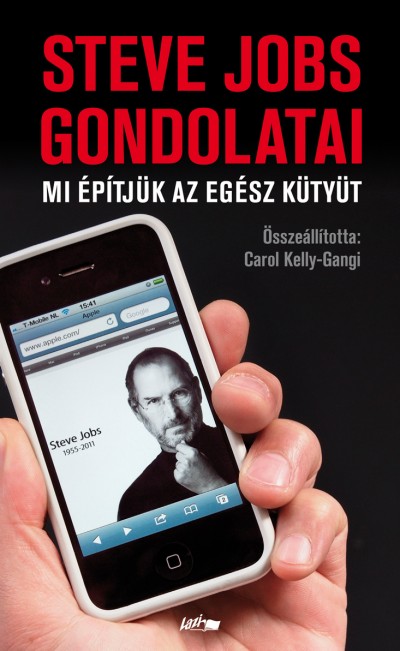 STEVE JOBS
GONDOLATAI
MI ÉPÍTJÜK AZ EGÉSZ KÜTYÜT
Összeállította:
Carol Kelly-Gangi
T-Mobile NL 15:41
Apple
www.apple.com/ Google
Steve Jobs
1955-2011
2
Lazi